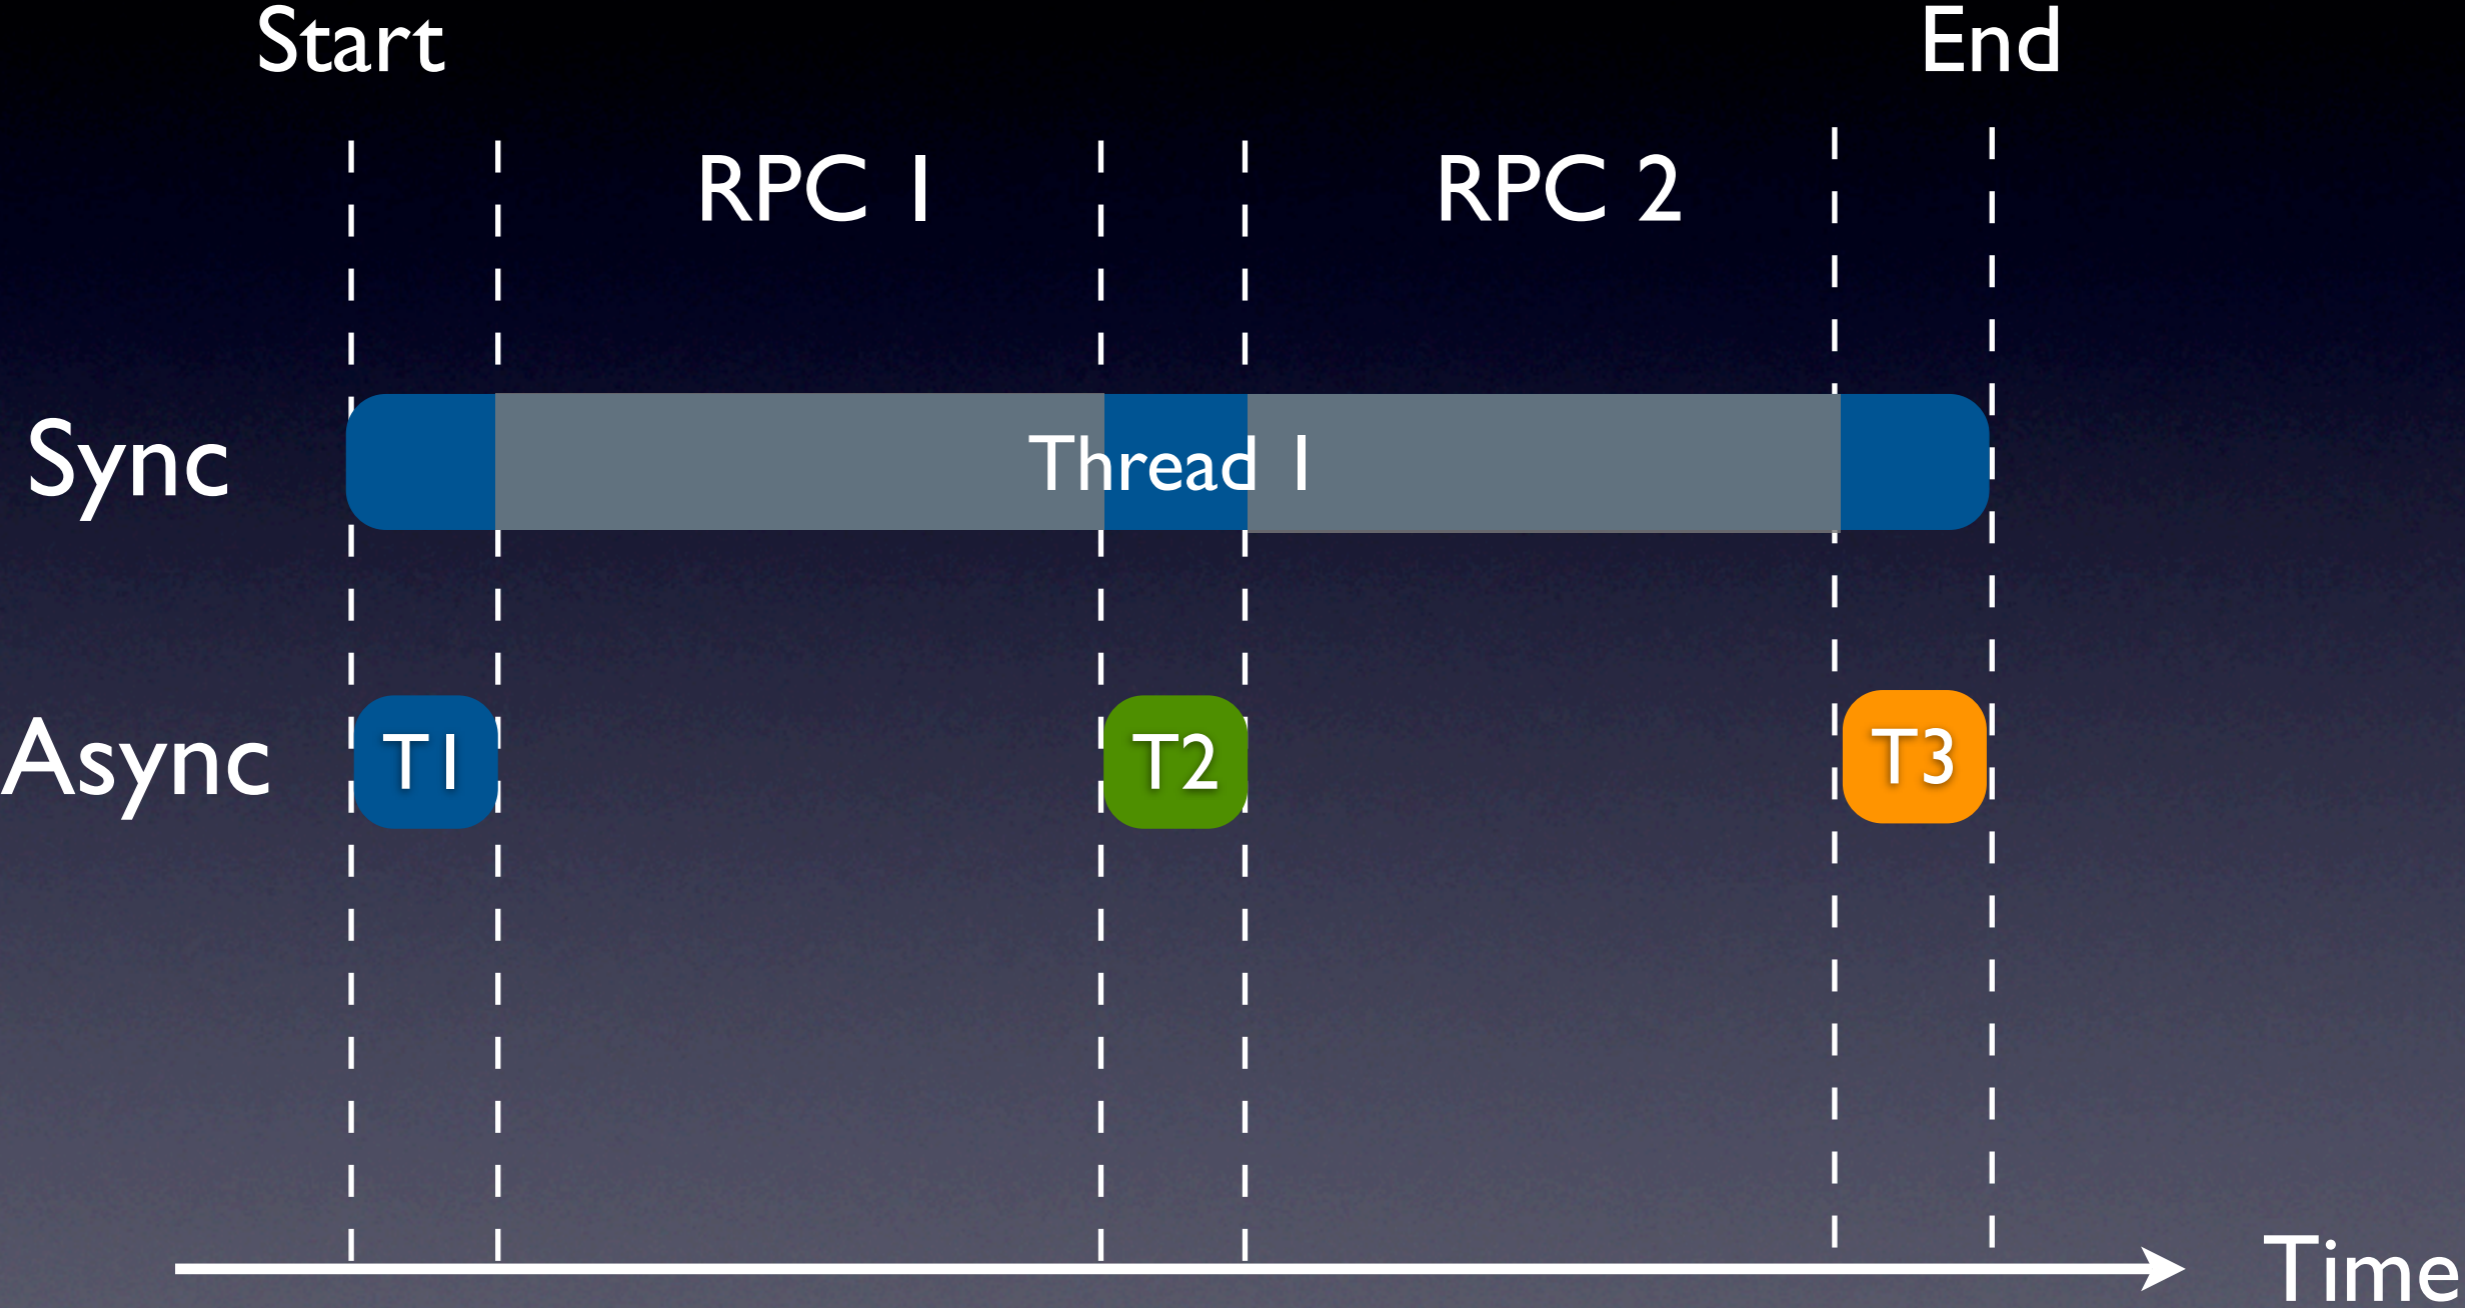 Start
End
RPC 1
RPC 2
Sync
Thread 1
Async
T1
T2
T3
Time